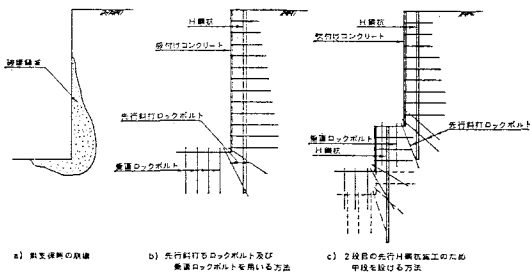 H鋼杭
吹付けコンクリート
先行斜打ロックボルト
垂直ロックボルト
H鋼杭
吹付けコンクリート
先行斜打ロックボルト
垂直ロックボルト
H鋼杭
a) 無支保時の崩壊
b) 先行斜打ちロックボルト及び
垂直ロックボルトを用いる方法
c) 2段目の先行H鋼杭施工のため
中段を設ける方法